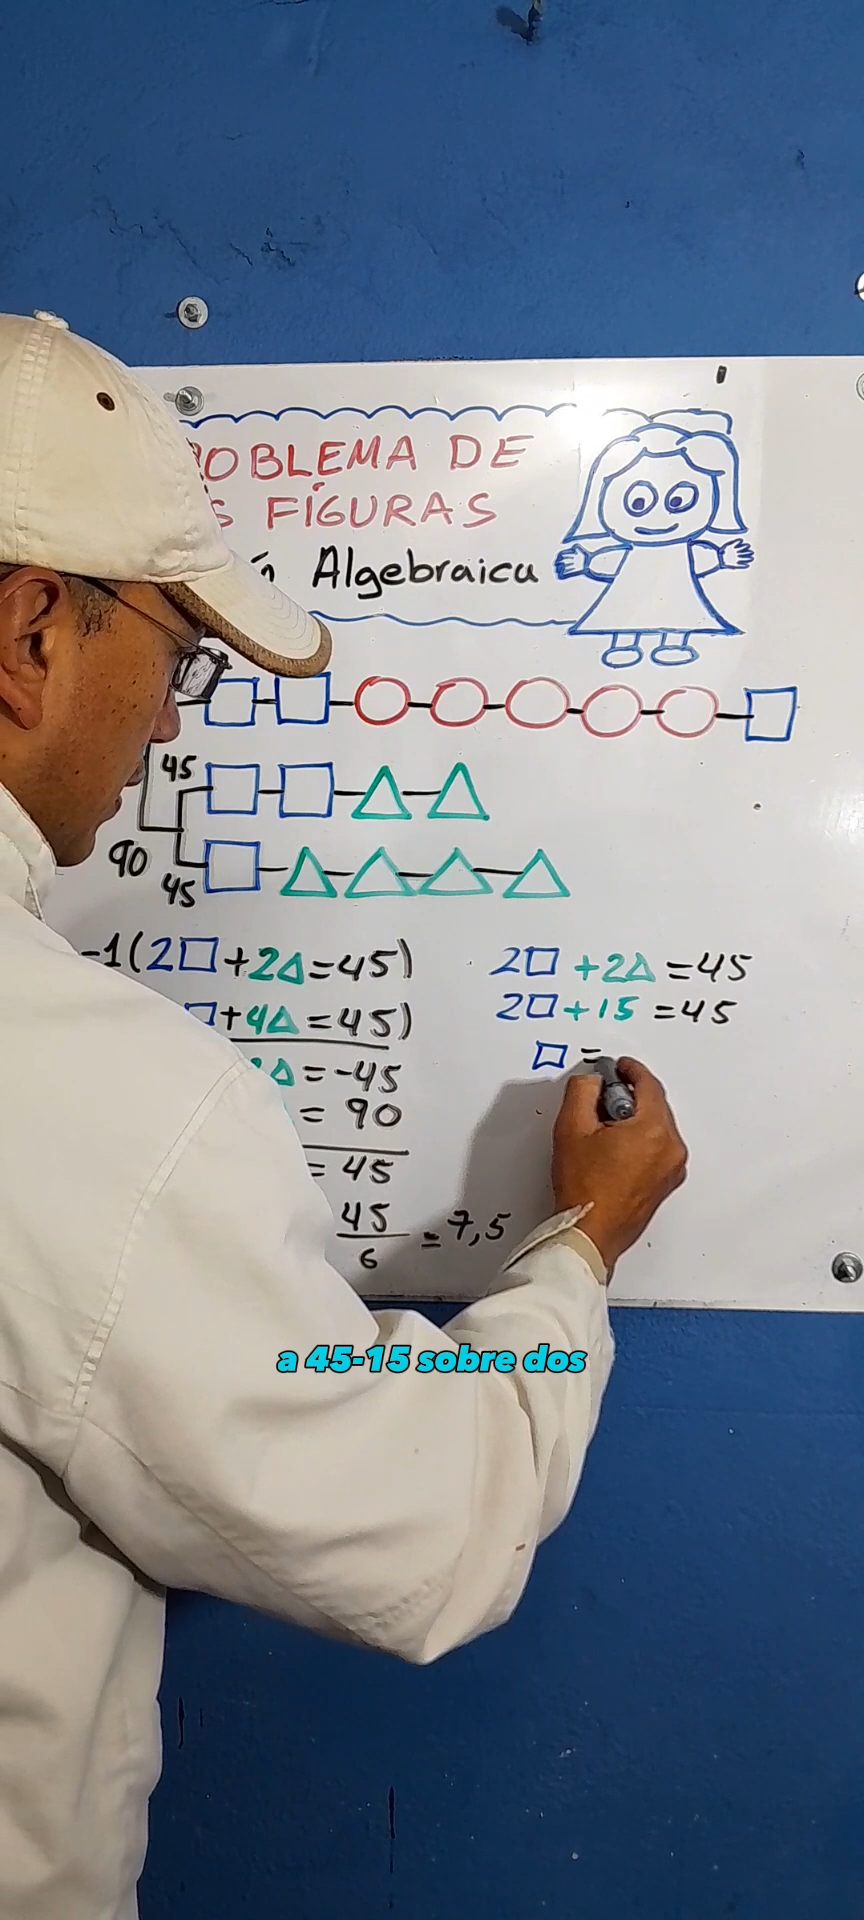 OBLEMA DE
S FIGURAS
n Algebraica
45
90
45
-1(2□+2△=45)
□+4△=45)
△=-45
= 90
= 45
45/6 = 7,5
2□+2△=45
2□+15=45
□=
a 45-15 sobre dos